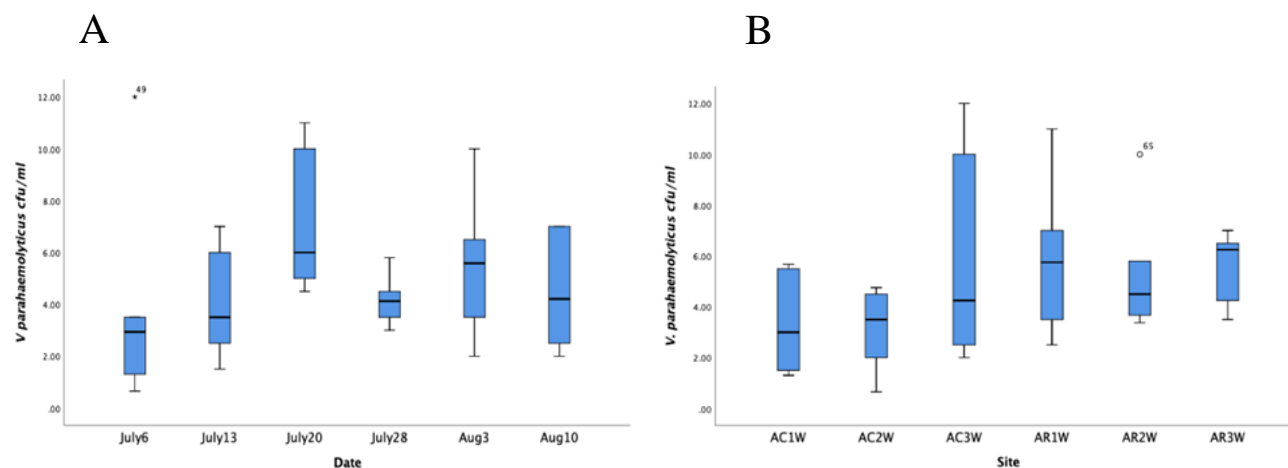 A
B
V parahaemolyticus cfu/ml
12.00
10.00
8.00
6.00
4.00
2.00
.00
49
July6 July13 July20 July28 Aug3 Aug10
Date
V. parahaemolyticus cfu/ml
12.00
10.00
8.00
6.00
4.00
2.00
.00
65
AC1W AC2W AC3W AR1W AR2W AR3W
Site